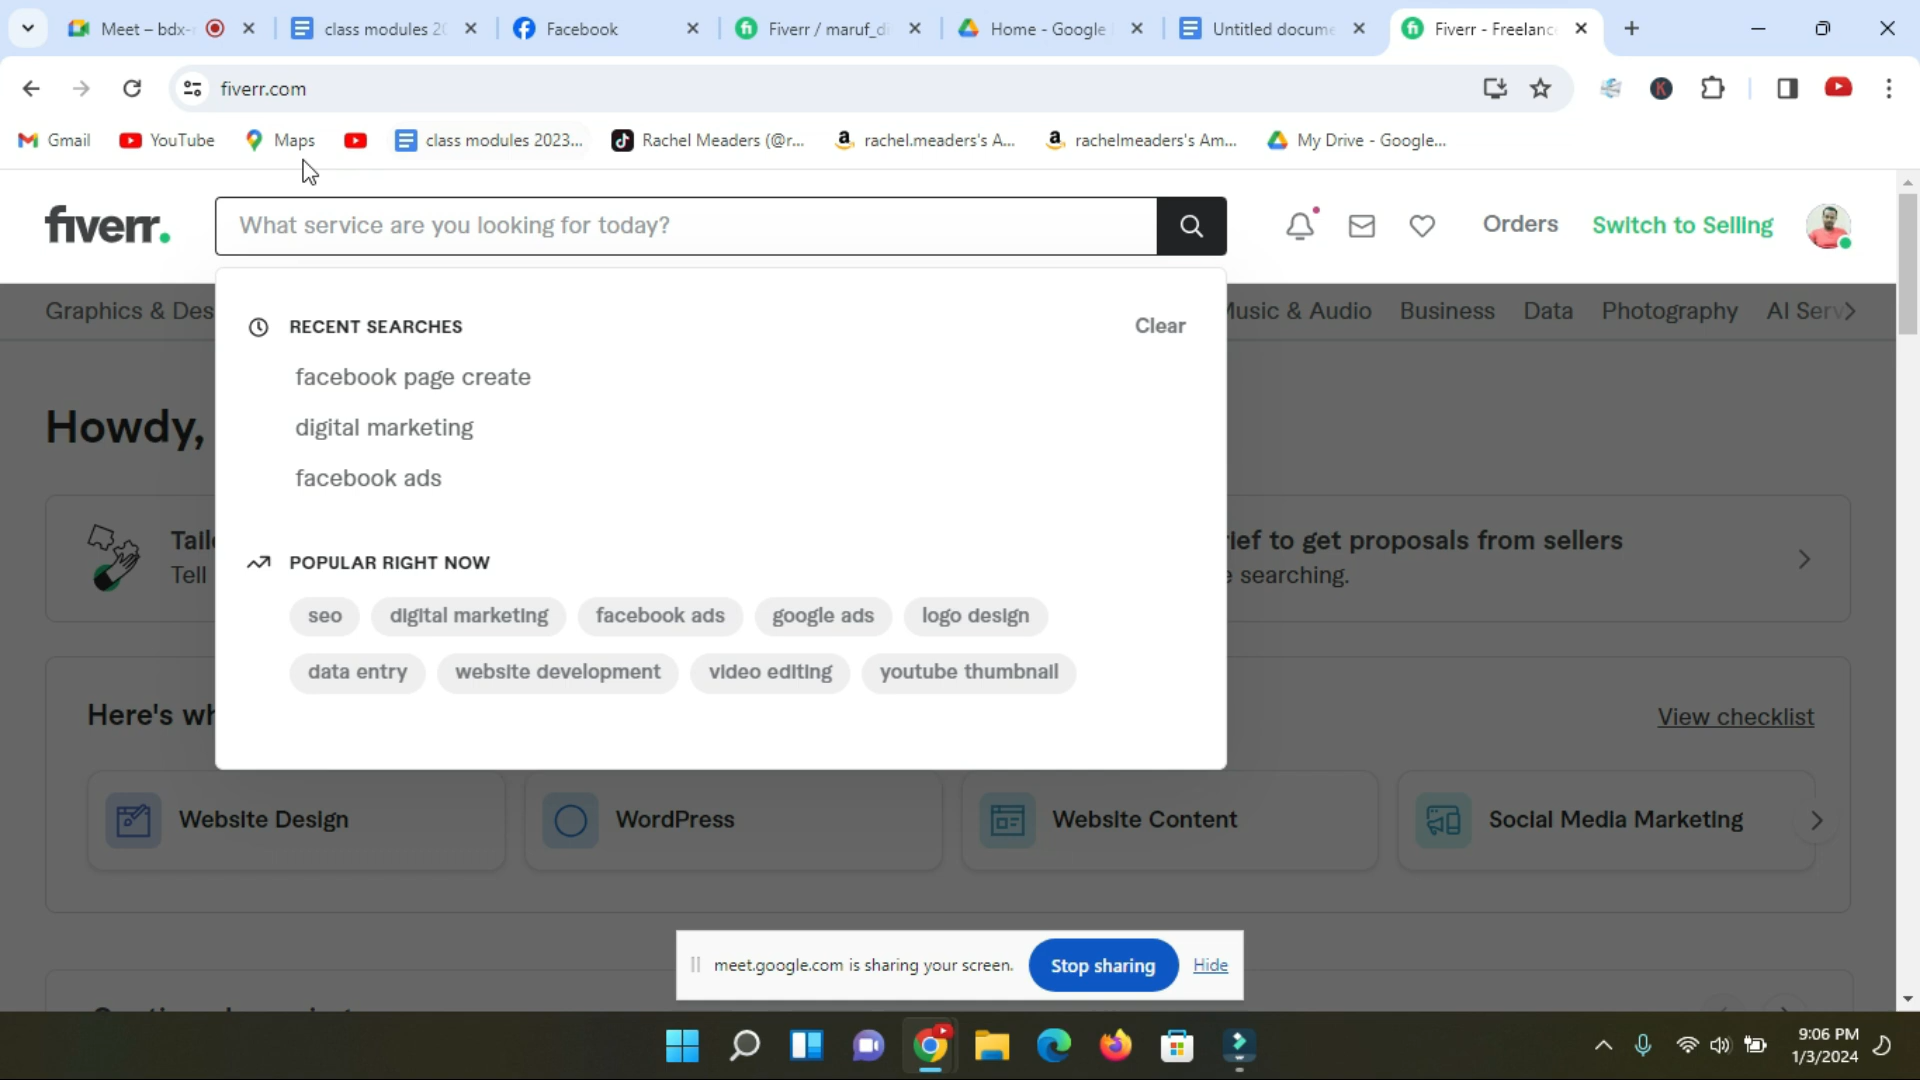 Meet – bdx-
class modules 20
Facebook
Fiverr / maruf_di
Home - Google
Untitled docume
Fiverr - Freelanc
fiverr.com
Gmail
YouTube
Maps
class modules 2023...
Rachel Meaders (@r...
rachel.meaders's A...
rachelmeaders's Am...
My Drive - Google...
fiverr.
What service are you looking for today?
Orders
Switch to Selling
Graphics & Des
Music & Audio
Business
Data
Photography
AI Serv
RECENT SEARCHES
Clear
facebook page create
digital marketing
facebook ads
Howdy,
Tail
Tell
rief to get proposals from sellers
e searching.
POPULAR RIGHT NOW
seo
digital marketing
facebook ads
google ads
logo design
data entry
website development
video editing
youtube thumbnail
Here's wh
View checklist
Website Design
WordPress
Website Content
Social Media Marketing
meet.google.com is sharing your screen.
Stop sharing
Hide
9:06 PM
1/3/2024